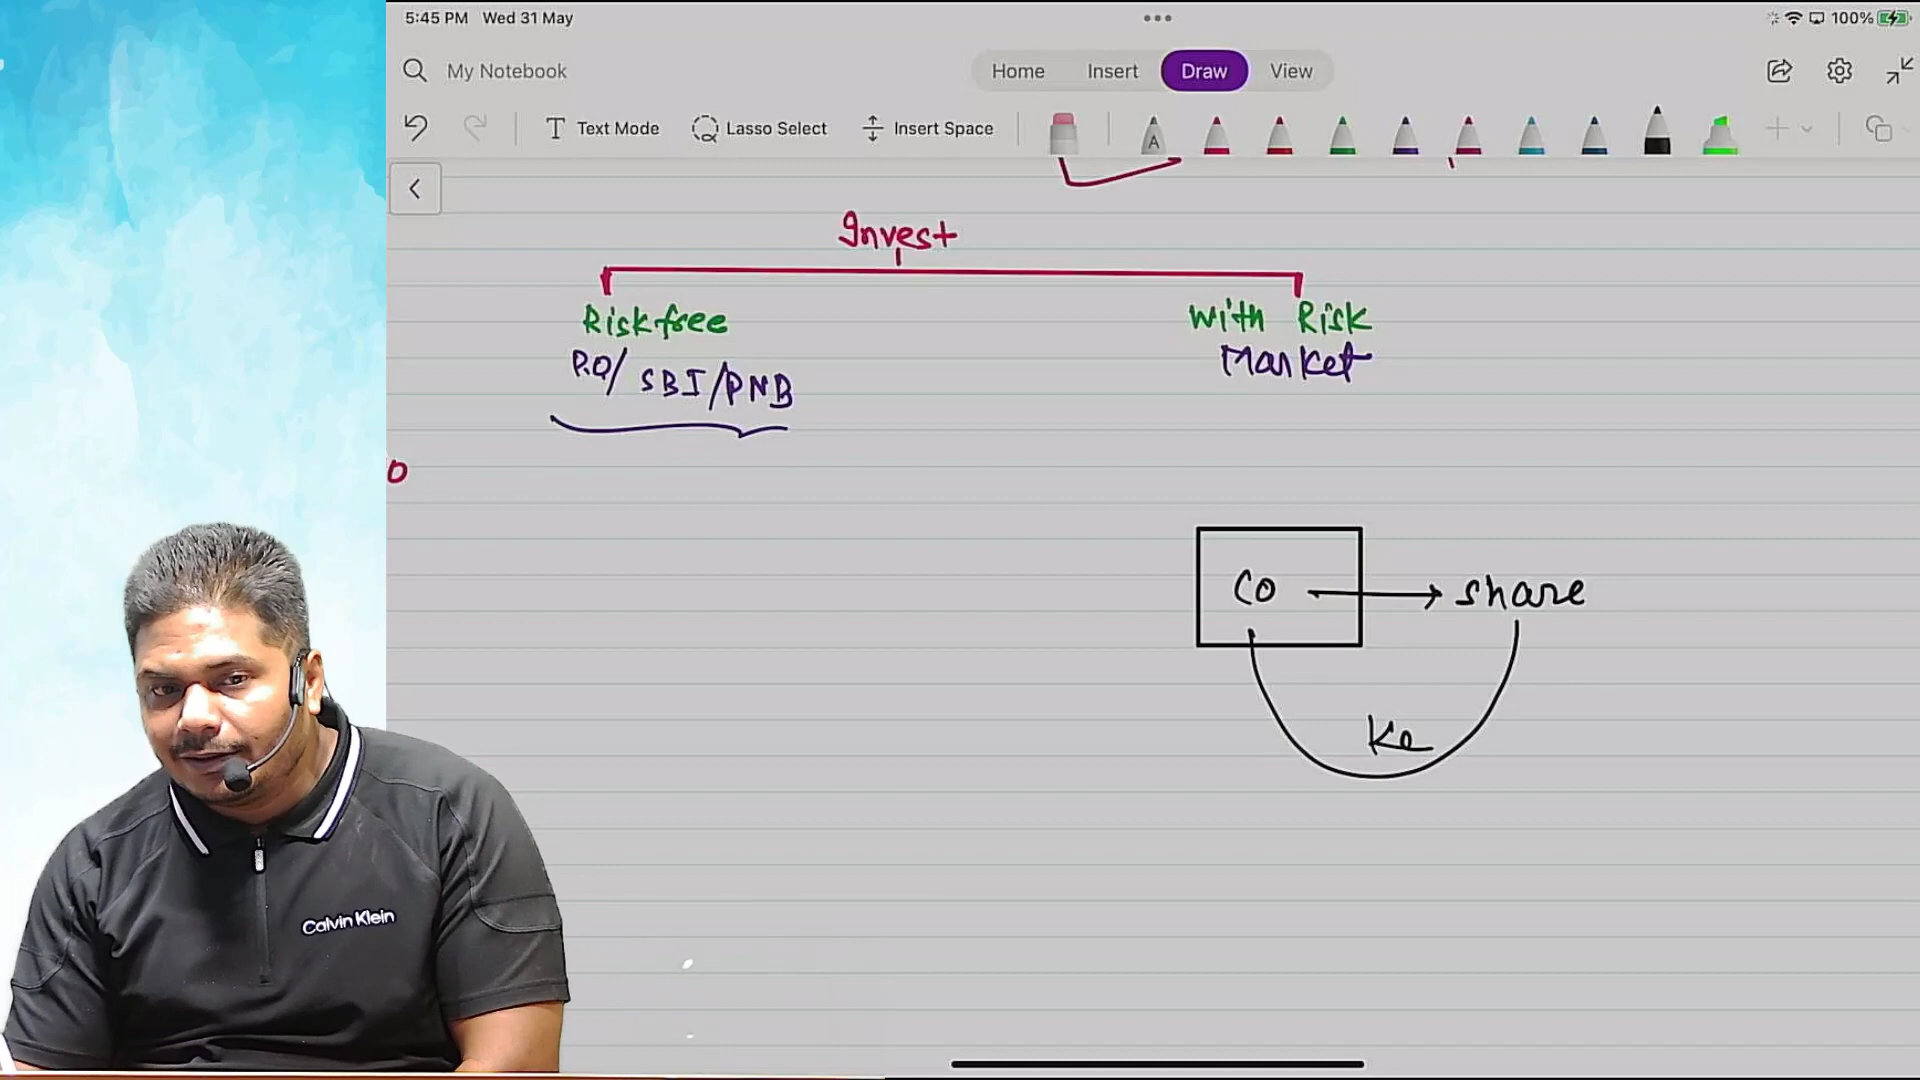 5:45 PM Wed 31 May
100%
My Notebook
Home Insert Draw View
Text Mode Lasso Select Insert Space
A
Invest
Riskfree
With Risk
P.O/ SBI/PNB
Market
CO → share
Ke
Calvin Klein